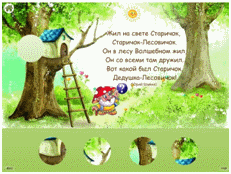 Жил на свете Старичок,
Старичок-Лесовичок.
Он в лесу Волшебном жил
Он со всеми там дружил.
Вот какой был Старичок,
Дедушка-Лесовичок!
?